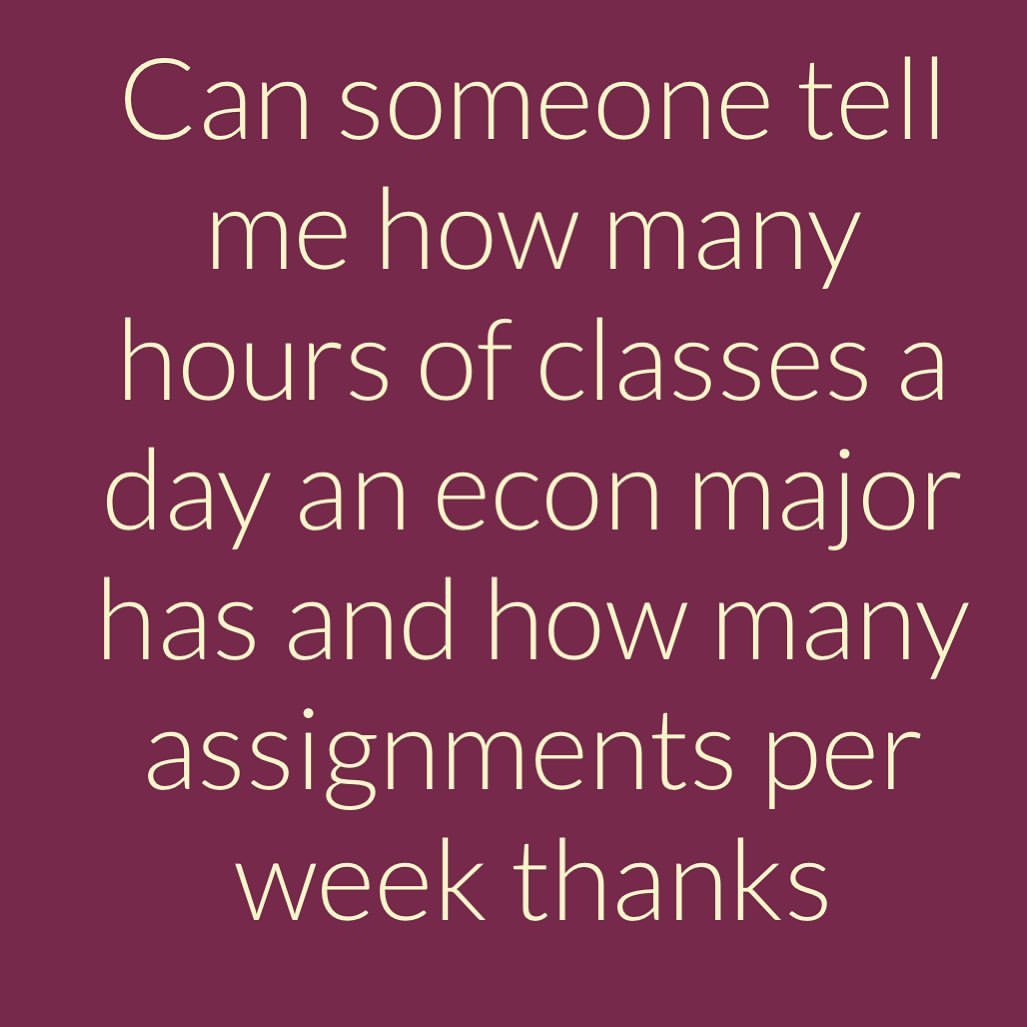 Can someone tell
me how many
hours of classes a
day an econ major
has and how many
assignments per
week thanks